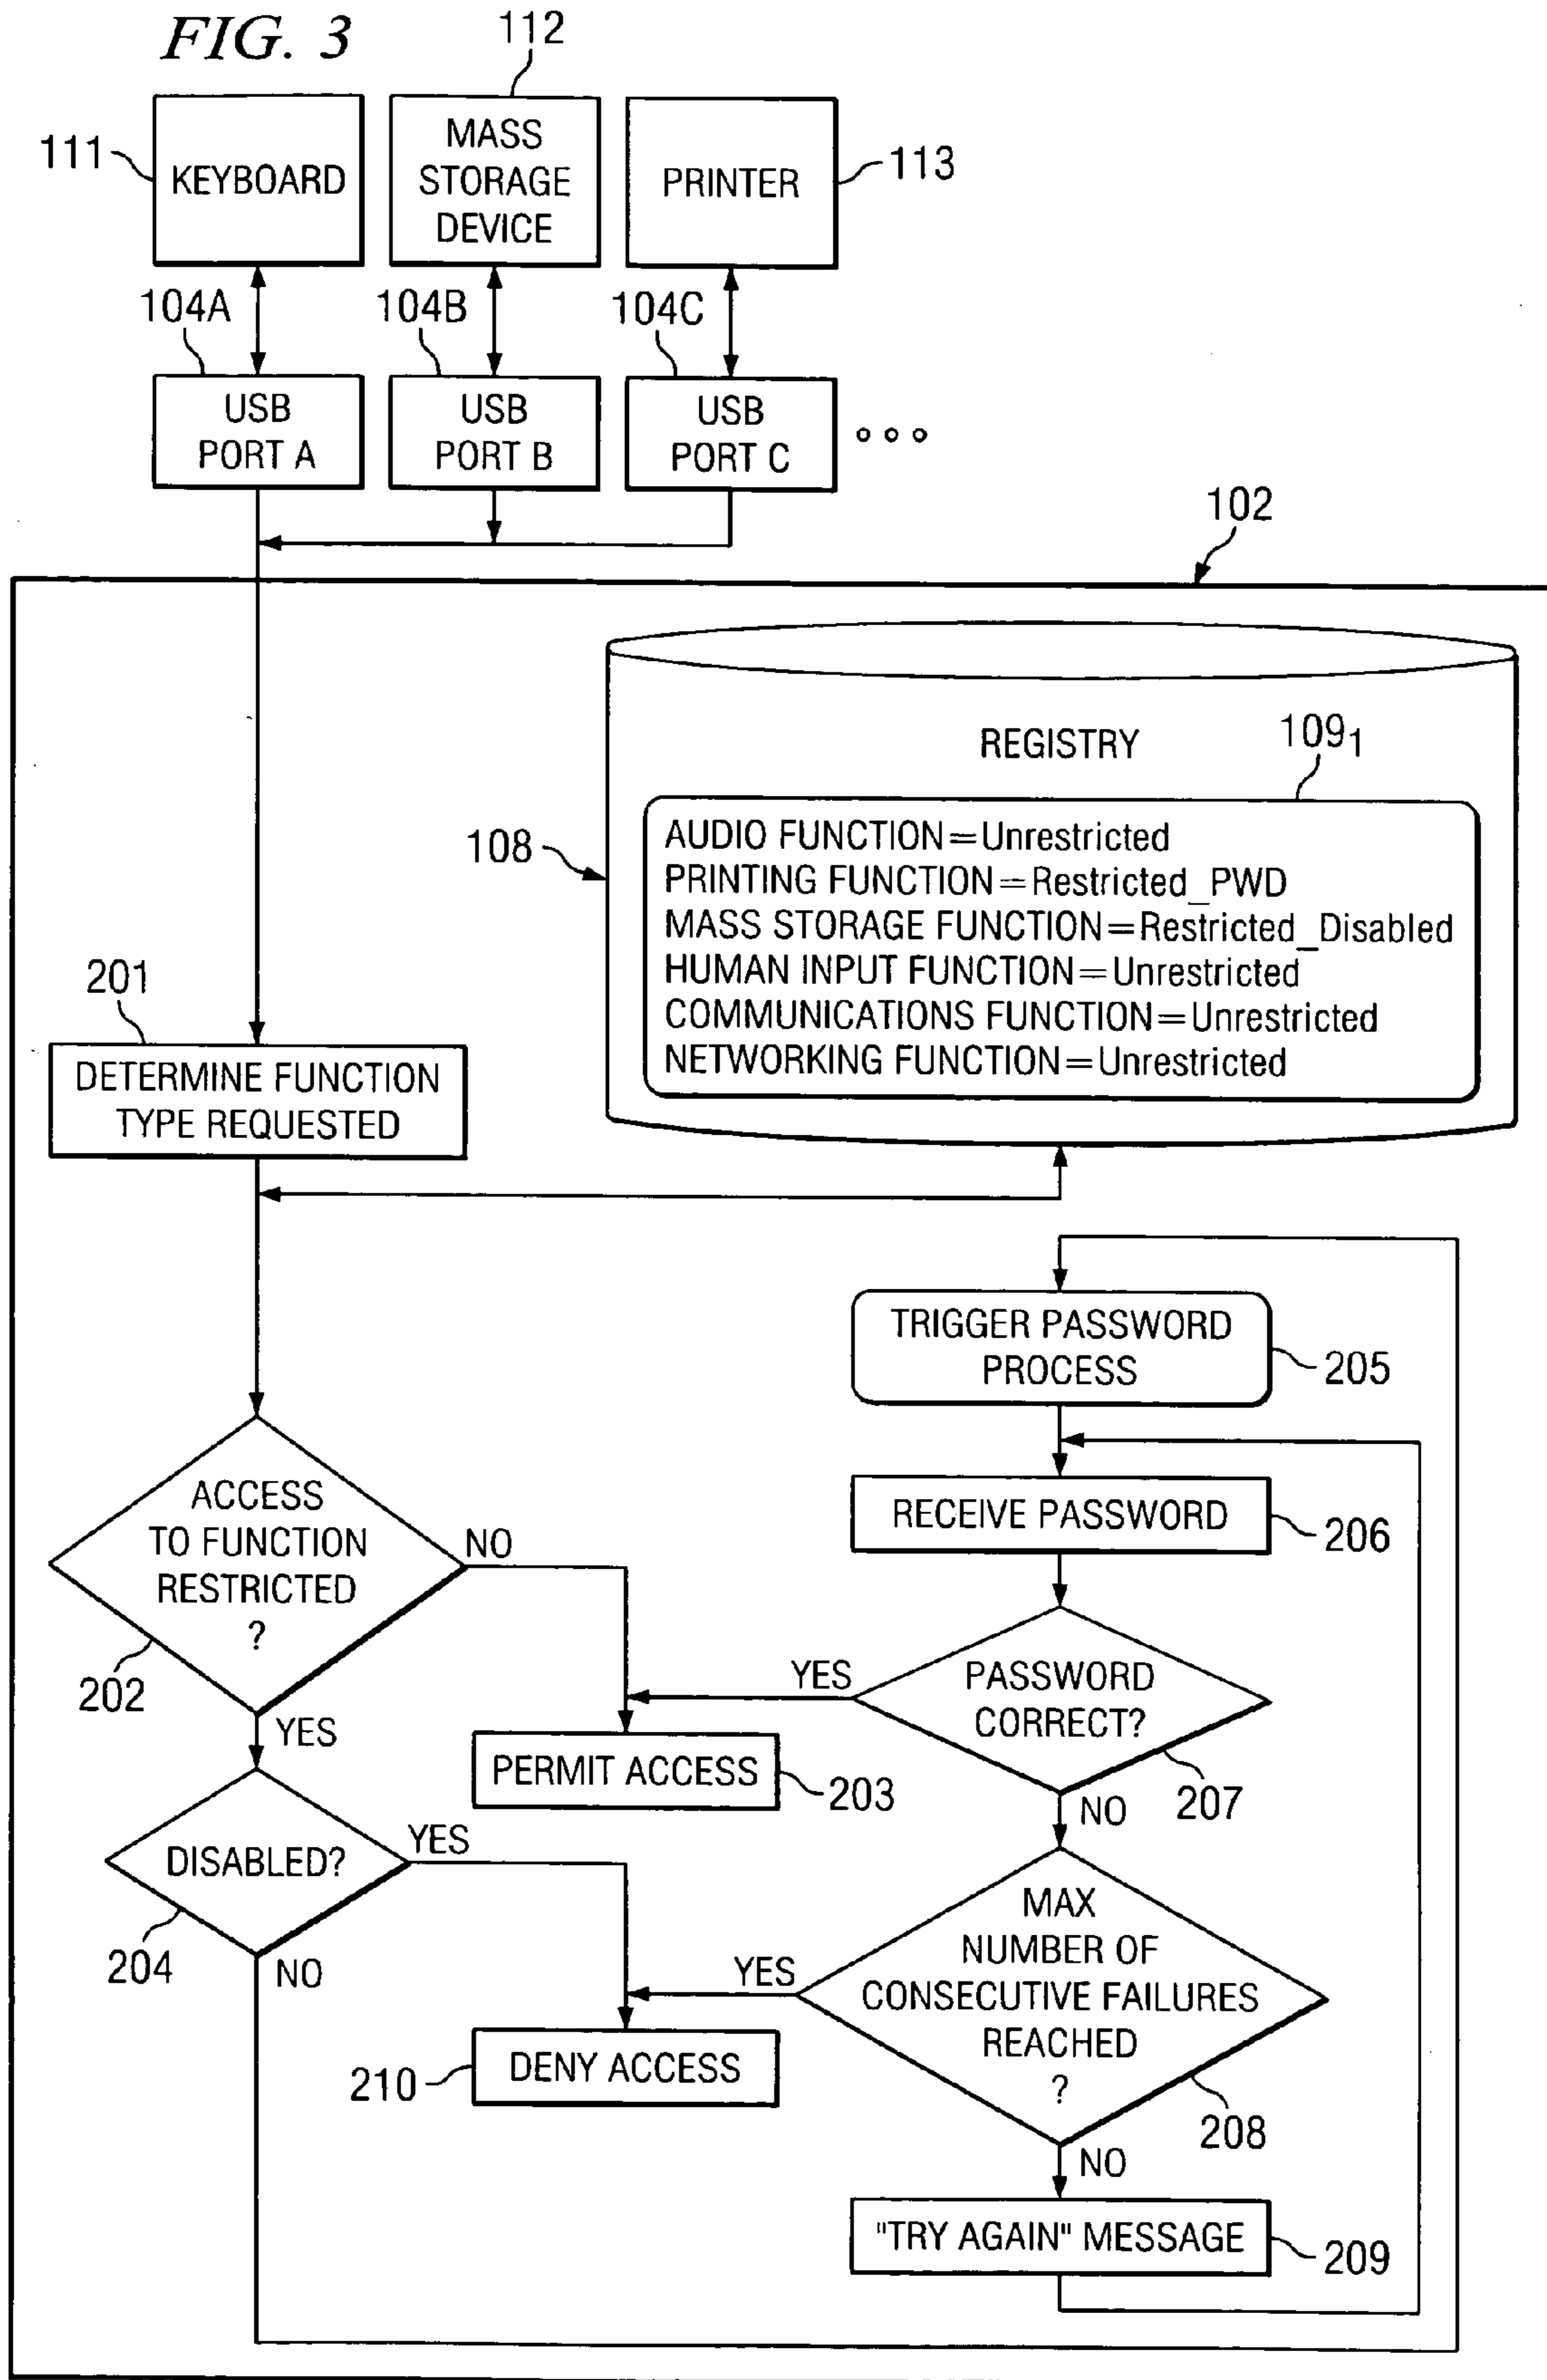 FIG. 3
112
111
KEYBOARD
MASS
STORAGE
DEVICE
PRINTER
113
104A
104B
104C
USB
PORT A
USB
PORT B
USB
PORT C
102
REGISTRY
109₁
108
AUDIO FUNCTION=Unrestricted
PRINTING FUNCTION=Restricted_PWD
MASS STORAGE FUNCTION=Restricted_Disabled
HUMAN INPUT FUNCTION=Unrestricted
COMMUNICATIONS FUNCTION=Unrestricted
NETWORKING FUNCTION=Unrestricted
201
DETERMINE FUNCTION
TYPE REQUESTED
TRIGGER PASSWORD
PROCESS
205
ACCESS
TO FUNCTION
RESTRICTED
?
NO
202
YES
RECEIVE PASSWORD
206
PASSWORD
CORRECT?
YES
207
NO
PERMIT ACCESS
203
DISABLED?
YES
204
NO
MAX
NUMBER OF
CONSECUTIVE FAILURES
REACHED
?
YES
208
NO
DENY ACCESS
210
"TRY AGAIN" MESSAGE
209